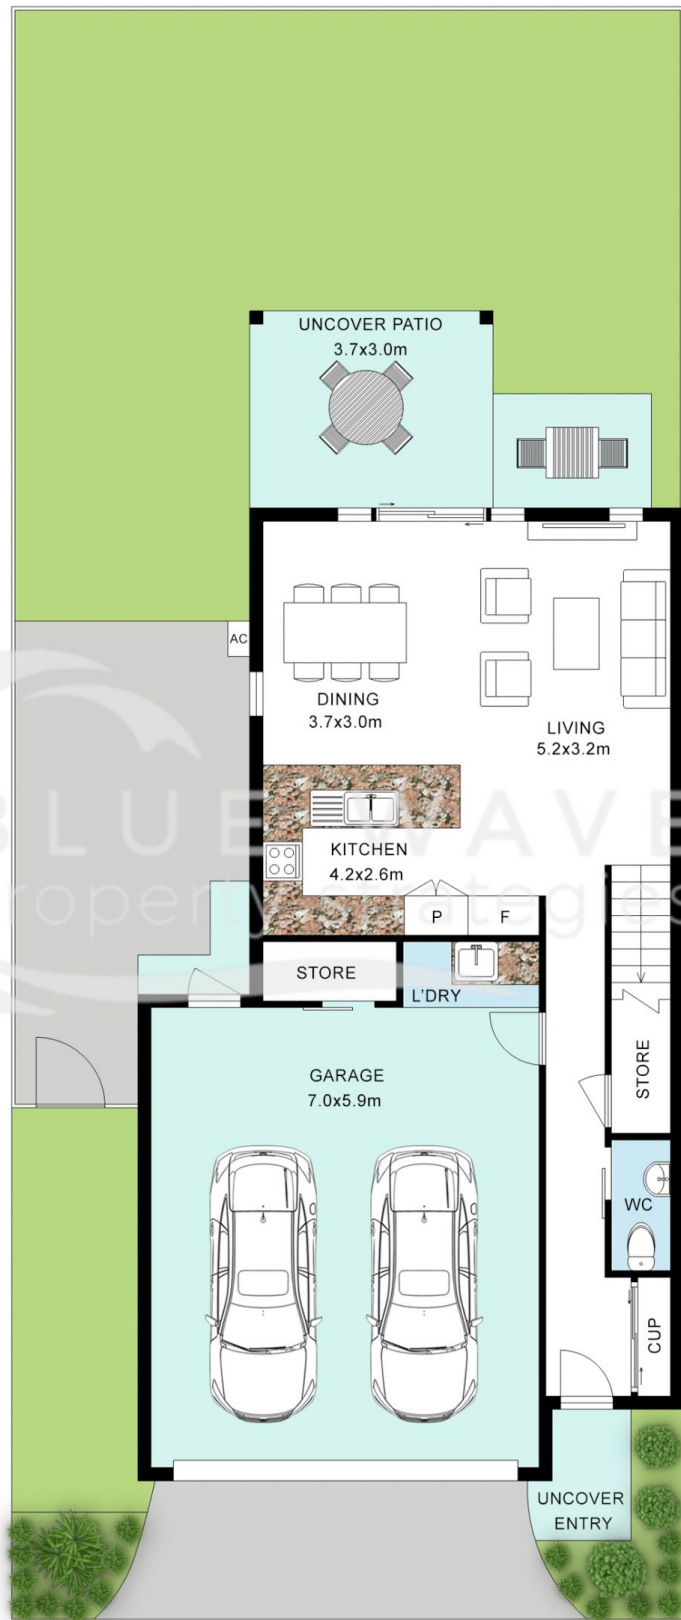 UNCOVER PATIO
3.7x3.0m
AC
DINING
3.7x3.0m
LIVING
5.2x3.2m
BLUE WAVE
property strategies
KITCHEN
4.2x2.6m
P
F
STORE
L'DRY
GARAGE
7.0x5.9m
STORE
WC
CUP
UNCOVER
ENTRY